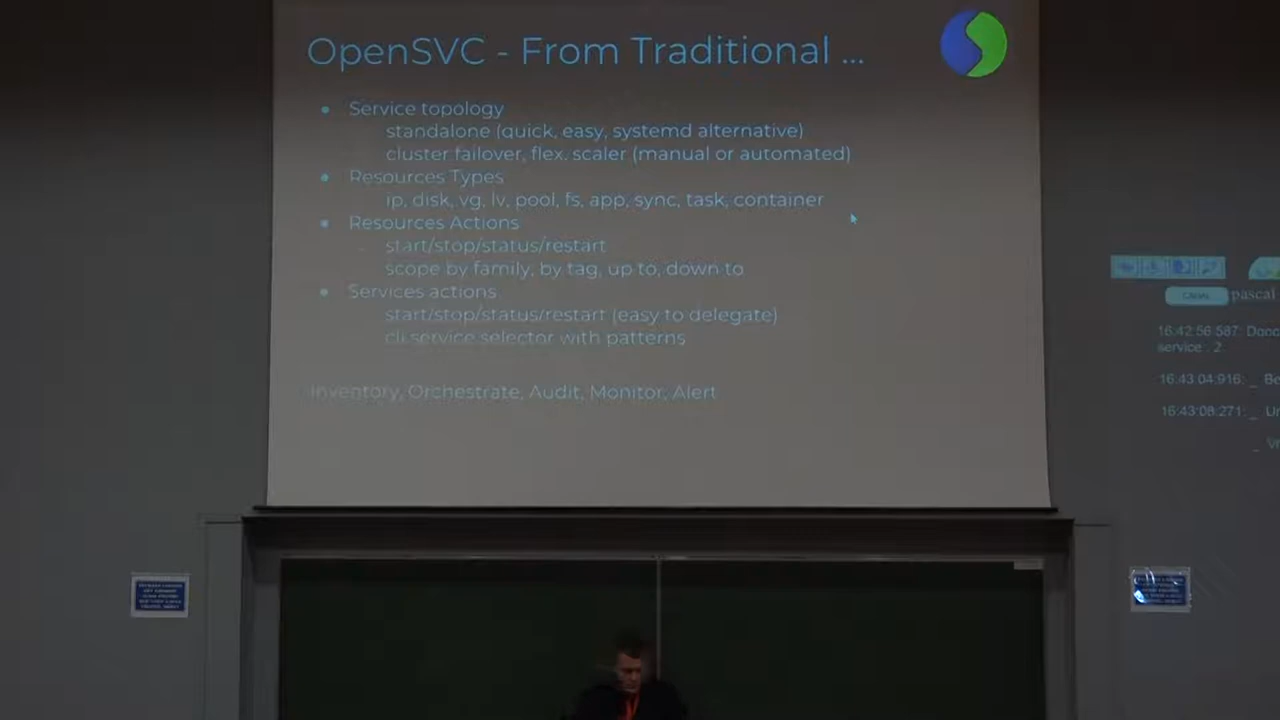 OpenSVC - From Traditional ...
• Service topology
standalone (quick, easy, systemd alternative)
cluster failover, flex. scaler (manual or automated)
• Resources Types
ip, disk, vg, lv, pool, fs, app, sync, task, container
• Resources Actions
start/stop/status/restart
scope by family, by tag, up to, down to
• Services actions
start/stop/status/restart (easy to delegate)
cli service selector with patterns
Inventory, Orchestrate, Audit, Monitor, Alert
pascal
16:42:56:587:
service : 2
16:43:04:916: _
16:43:08:271: _